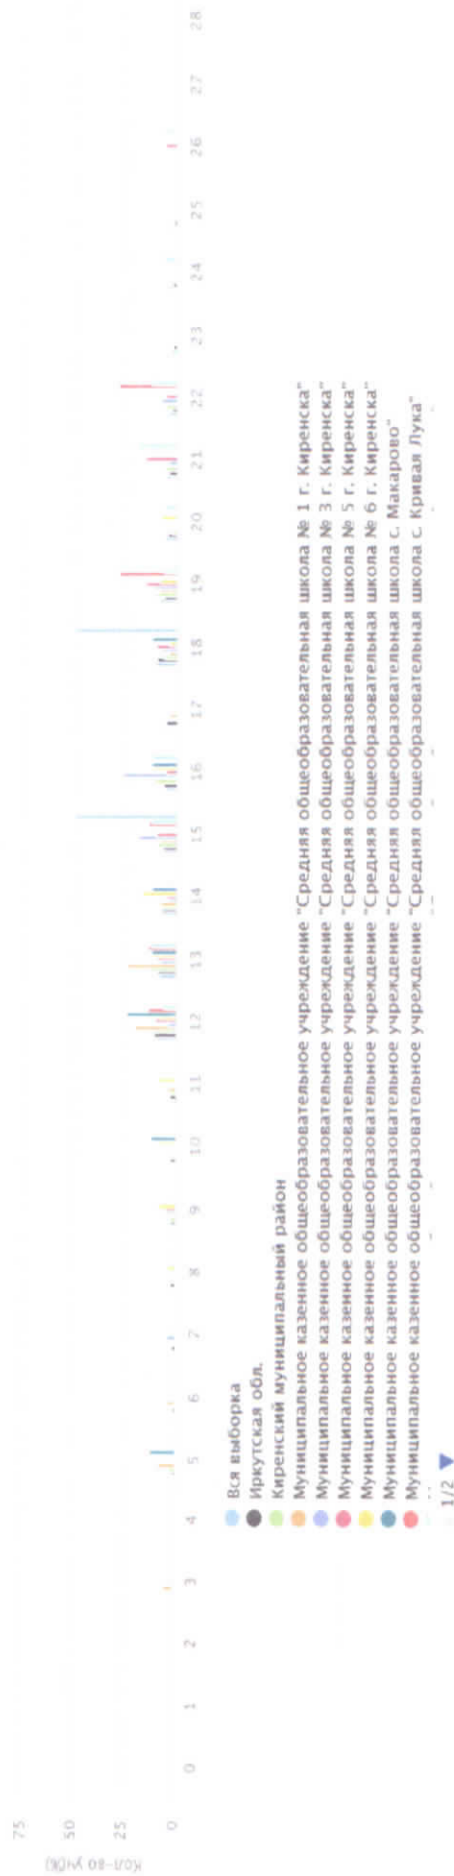 Кол-во уч(%)
75
50
25
0
0 1 2 3 4 5 6 7 8 9 10 11 12 13 14 15 16 17 18 19 20 21 22 23 24 25 26 27 28
Вся выборка
Иркутская обл.
Киренский муниципальный район
Муниципальное казенное общеобразовательное учреждение "Средняя общеобразовательная школа № 1 г. Киренска"
Муниципальное казенное общеобразовательное учреждение "Средняя общеобразовательная школа № 3 г. Киренска"
Муниципальное казенное общеобразовательное учреждение "Средняя общеобразовательная школа № 5 г. Киренска"
Муниципальное казенное общеобразовательное учреждение "Средняя общеобразовательная школа № 6 г. Киренска"
Муниципальное казенное общеобразовательное учреждение "Средняя общеобразовательная школа с. Макарово"
Муниципальное казенное общеобразовательное учреждение "Средняя общеобразовательная школа с. Кривая Лука"
1/2